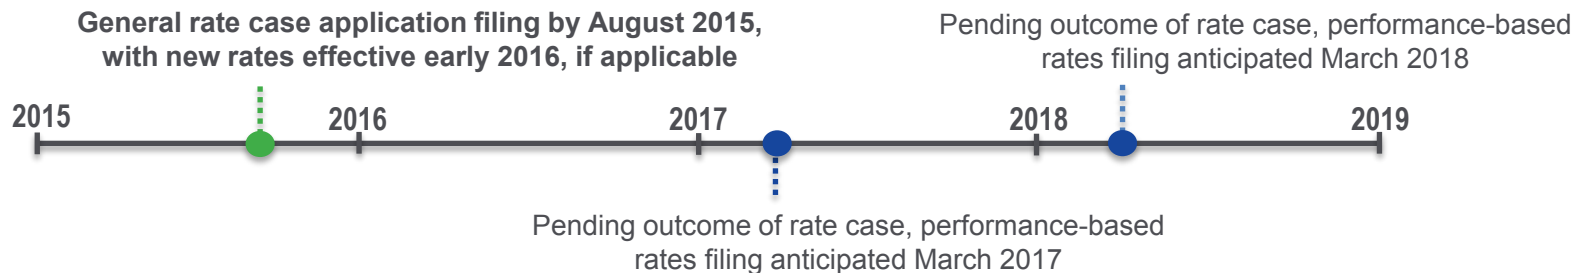 General rate case application filing by August 2015,
with new rates effective early 2016, if applicable
Pending outcome of rate case, performance-based
rates filing anticipated March 2018
2015
2016
2017
2018
2019
Pending outcome of rate case, performance-based
rates filing anticipated March 2017